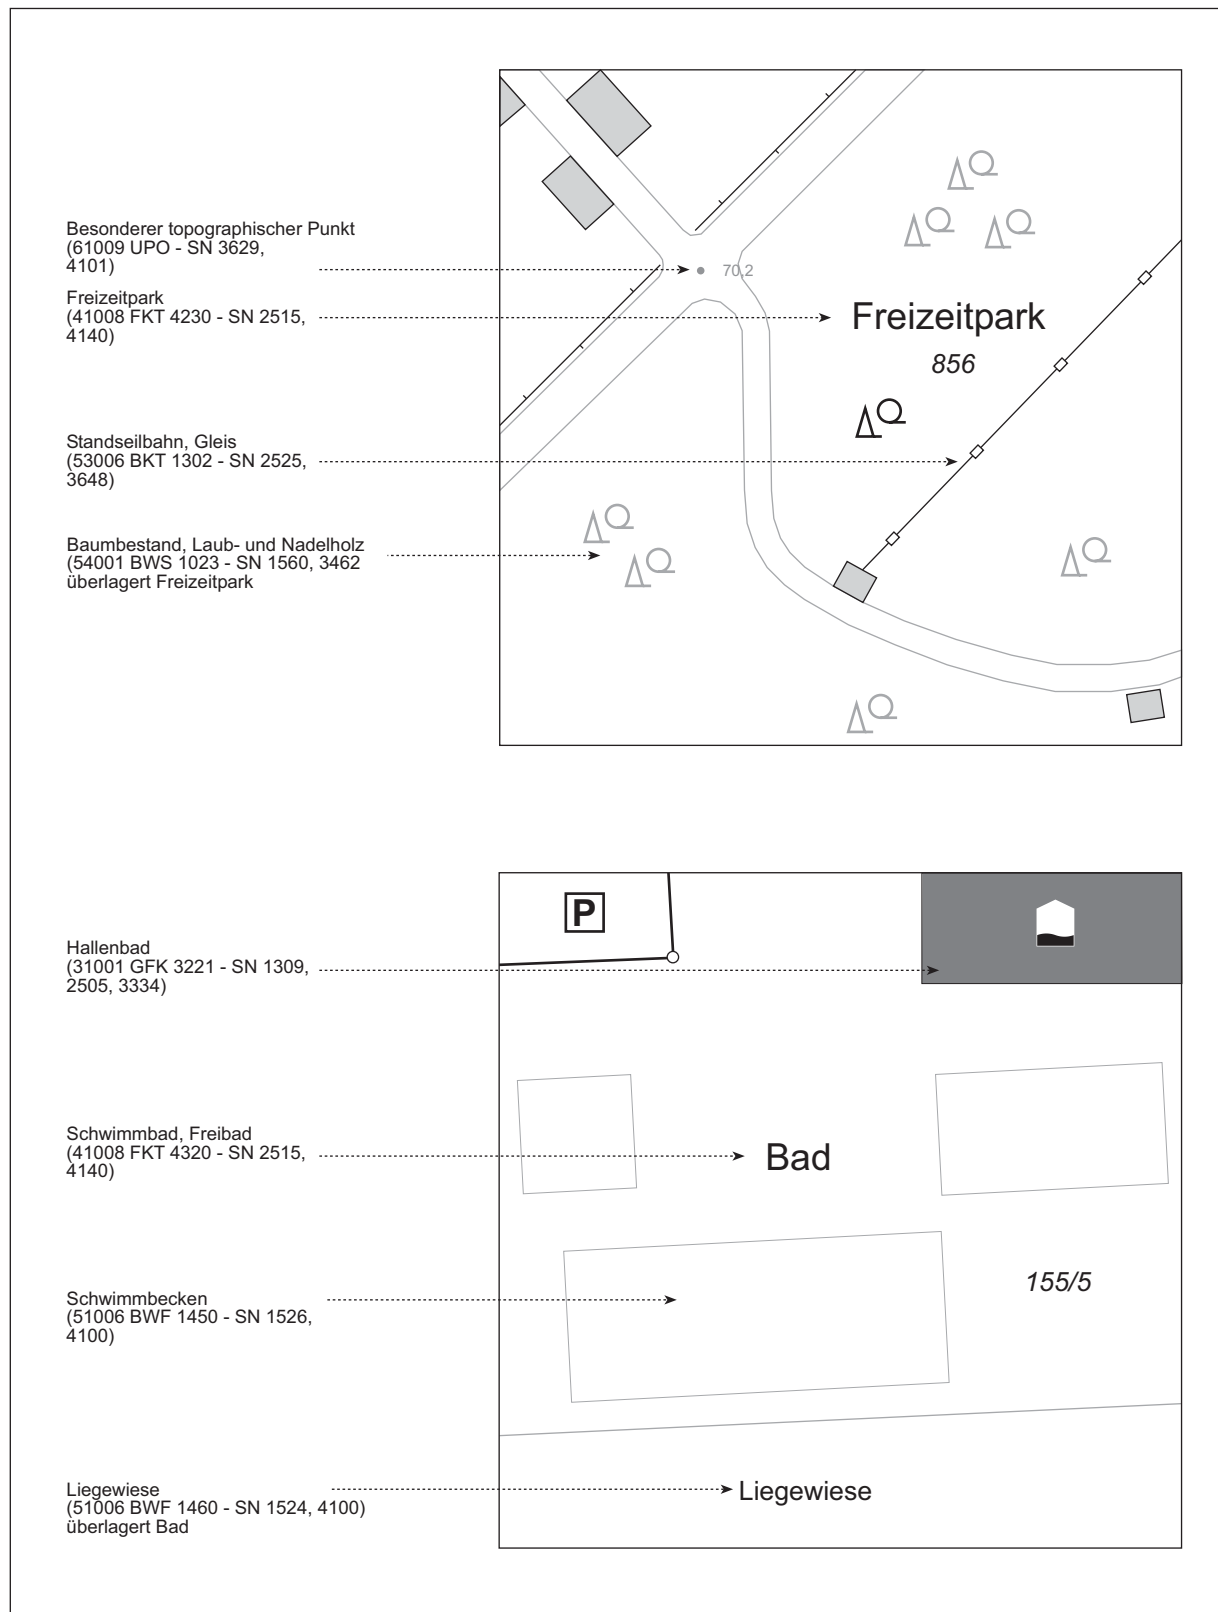 Besonderer topographischer Punkt
(61009 UPO - SN 3629,
4101)
70,2
Freizeitpark
(41008 FKT 4230 - SN 2515,
4140)
Freizeitpark
856
Standseilbahn, Gleis
(53006 BKT 1302 - SN 2525,
3648)
Baumbestand, Laub- und Nadelholz
(54001 BWS 1023 - SN 1560, 3462
überlagert Freizeitpark
P
Hallenbad
(31001 GFK 3221 - SN 1309,
2505, 3334)
Schwimmbad, Freibad
(41008 FKT 4320 - SN 2515,
4140)
Bad
Schwimmbecken
(51006 BWF 1450 - SN 1526,
4100)
155/5
Liegewiese
(51006 BWF 1460 - SN 1524, 4100)
überlagert Bad
Liegewiese